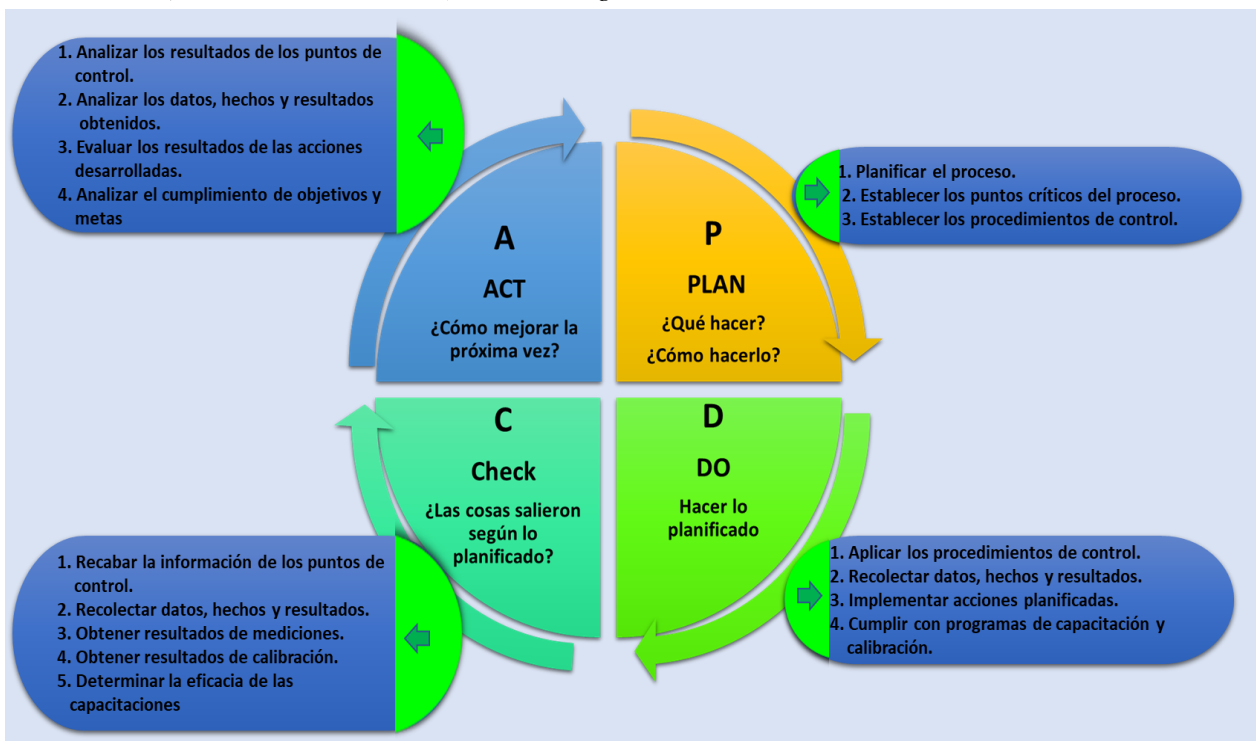 1. Analizar los resultados de los puntos de
control.
2. Analizar los datos, hechos y resultados
obtenidos.
3. Evaluar los resultados de las acciones
desarrolladas.
4. Analizar el cumplimiento de objetivos y
metas
A
ACT
¿Cómo mejorar la
próxima vez?
P
PLAN
¿Qué hacer?
¿Cómo hacerlo?
1. Planificar el proceso.
2. Establecer los puntos críticos del proceso.
3. Establecer los procedimientos de control.
C
Check
¿Las cosas salieron
según lo
planificado?
D
DO
Hacer lo
planificado
1. Recabar la información de los puntos de
control.
2. Recolectar datos, hechos y resultados.
3. Obtener resultados de mediciones.
4. Obtener resultados de calibración.
5. Determinar la eficacia de las
capacitaciones
1. Aplicar los procedimientos de control.
2. Recolectar datos, hechos y resultados.
3. Implementar acciones planificadas.
4. Cumplir con programas de capacitación y
calibración.